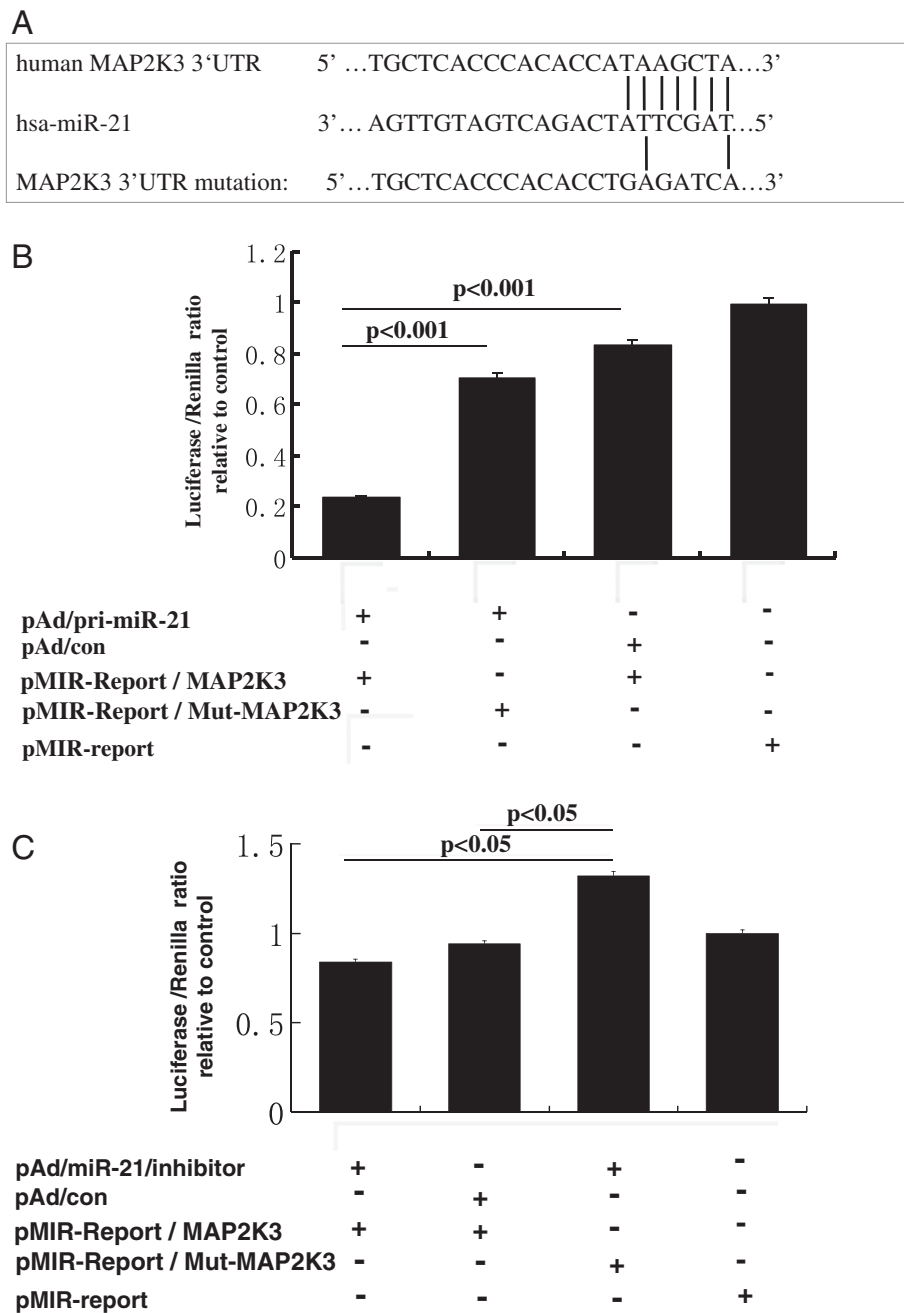 A
human MAP2K3 3‘UTR 5’ ...TGCTCACCCACACCATAAGCTA...3’
hsa-miR-21 3’... AGTTGTAGTCAGACTATTCGAT...5’
MAP2K3 3’UTR mutation: 5’...TGCTCACCCACACCTGAGATCA...3’
B
Luciferase/Renilla ratio
relative to control
1.2
1
0.8
0.6
0.4
0.2
0
p<0.001
p<0.001
pAd/pri-miR-21 + + - -
pAd/con - - + -
pMIR-Report / MAP2K3 + - + -
pMIR-Report / Mut-MAP2K3 - + - -
pMIR-report - - - +
C
Luciferase/Renilla ratio
relative to control
1.5
1
0.5
0
p<0.05
p<0.05
pAd/miR-21/inhibitor + - + -
pAd/con - + - -
pMIR-Report / MAP2K3 + + - -
pMIR-Report / Mut-MAP2K3 - - + -
pMIR-report - - - +